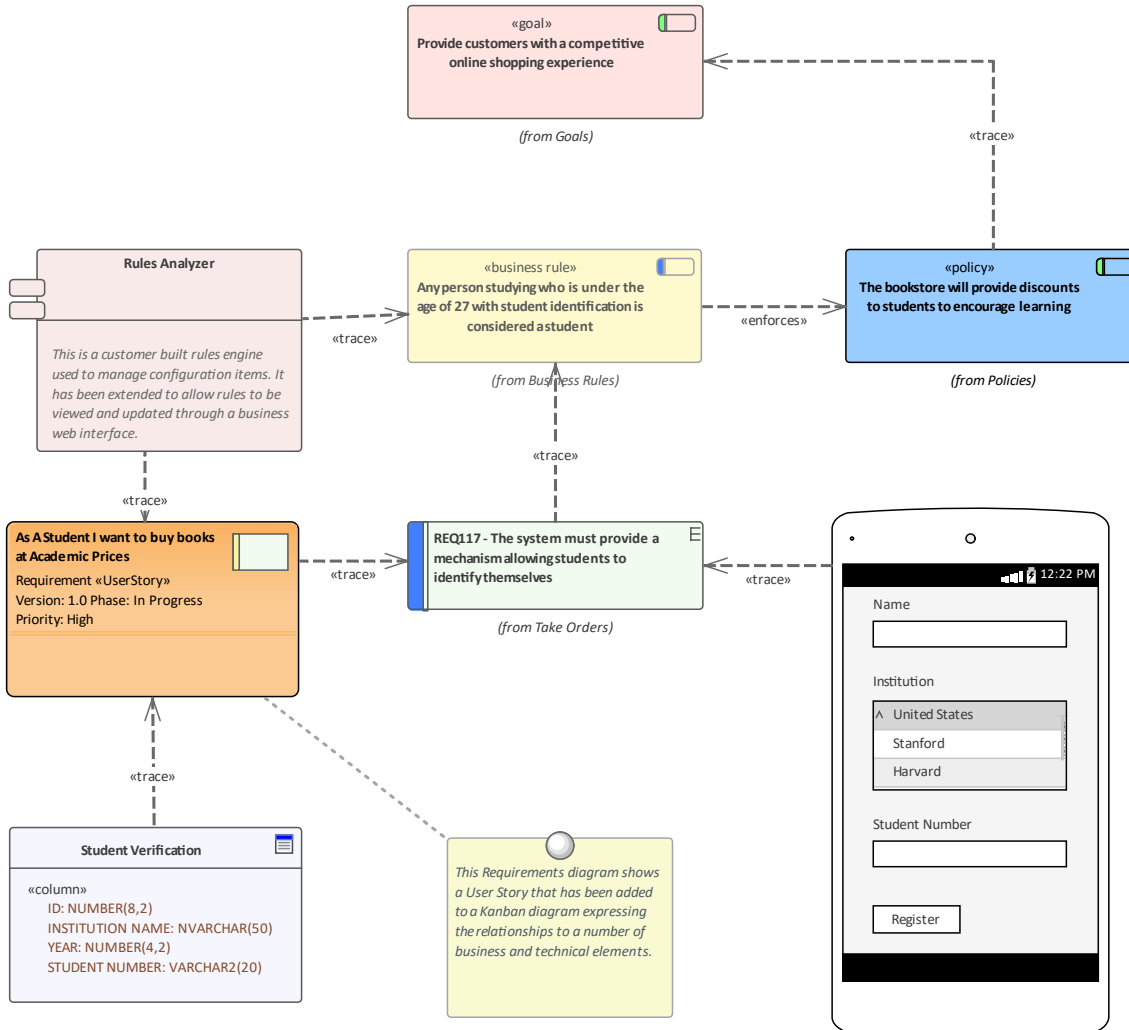 «goal»
Provide customers with a competitive
online shopping experience
(from Goals)
«trace»
Rules Analyzer
This is a customer built rules engine
used to manage configuration items. It
has been extended to allow rules to be
viewed and updated through a business
web interface.
«trace»
«business rule»
Any person studying who is under the
age of 27 with student identification is
considered a student
(from Business Rules)
«enforces»
«policy»
The bookstore will provide discounts
to students to encourage learning
(from Policies)
«trace»
«trace»
As A Student I want to buy books
at Academic Prices
Requirement «UserStory»
Version: 1.0 Phase: In Progress
Priority: High
«trace»
REQ117 - The system must provide a
mechanism allowing students to
identify themselves
(from Take Orders)
«trace»
12:22 PM
Name
Institution
United States
Stanford
Harvard
Student Number
Register
«trace»
Student Verification
«column»
ID: NUMBER(8,2)
INSTITUTION NAME: NVARCHAR(50)
YEAR: NUMBER(4,2)
STUDENT NUMBER: VARCHAR2(20)
This Requirements diagram shows
a User Story that has been added
to a Kanban diagram expressing
the relationships to a number of
business and technical elements.